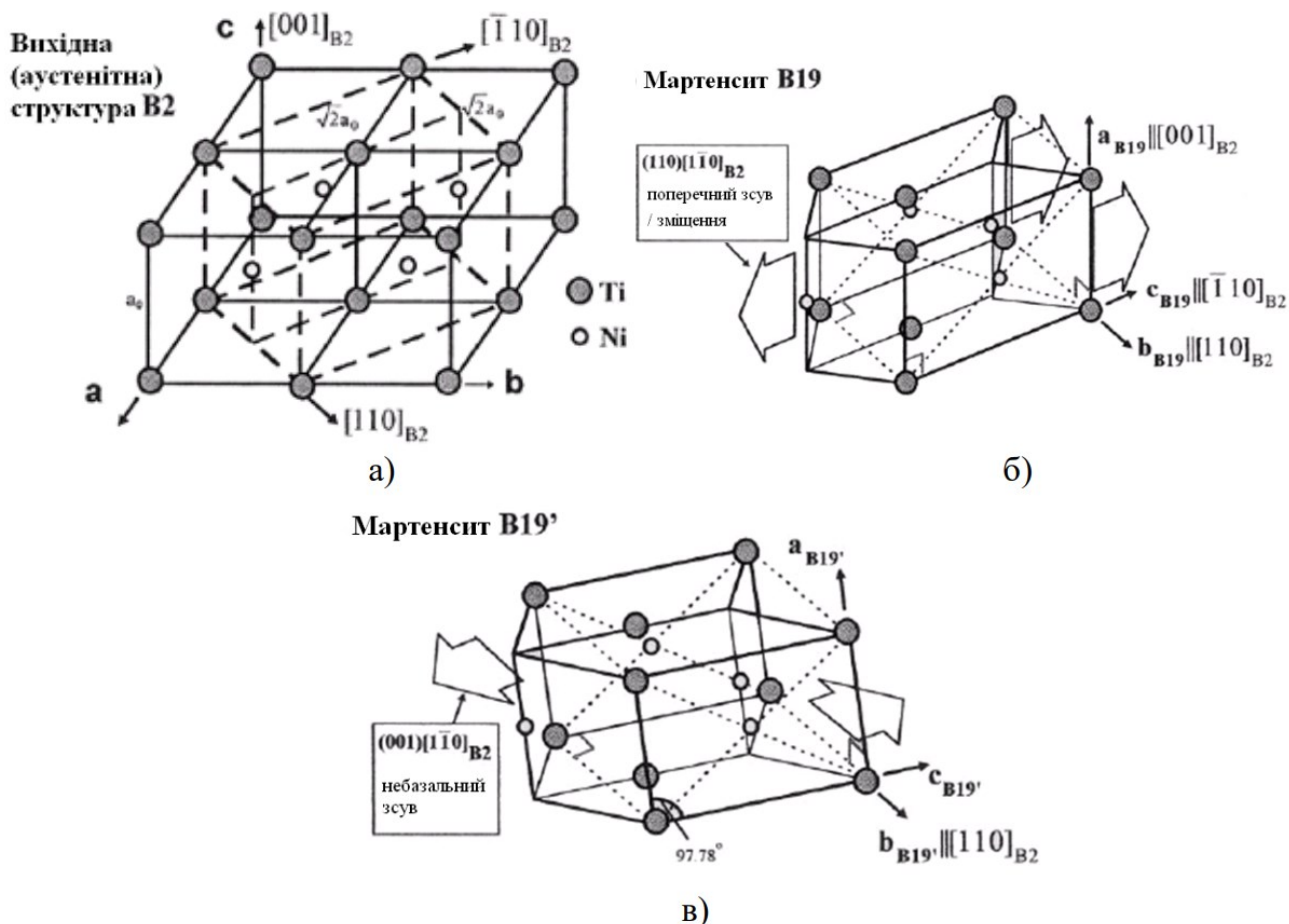 Вихідна
(аустенітна)
структура B2
c
[001]B2
[1̅ 10]B2
√2a₀
√2a₀
a₀
Ti
Ni
a
b
[110]B2
а)
Мартенсит B19
(110)[11̅0]B2
поперечний зсув
/ зміщення
aB19||[001]B2
cB19||[1̅ 10]B2
bB19||[110]B2
б)
Мартенсит B19’
aB19'
(001)[11̅0]B2
небазальний
зсув
97.78°
cB19'
bB19'||[110]B2
в)